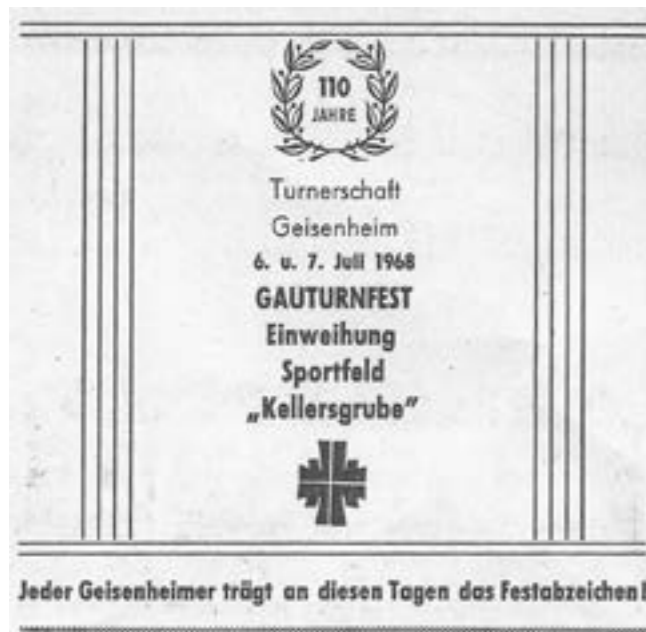 110
JAHRE
Turnerschaft
Geisenheim
6. u. 7. Juli 1968
GAUTURNFEST
Einweihung
Sportfeld
„Kellersgrube”
Jeder Geisenheimer trägt an diesen Tagen das Festabzeichen!